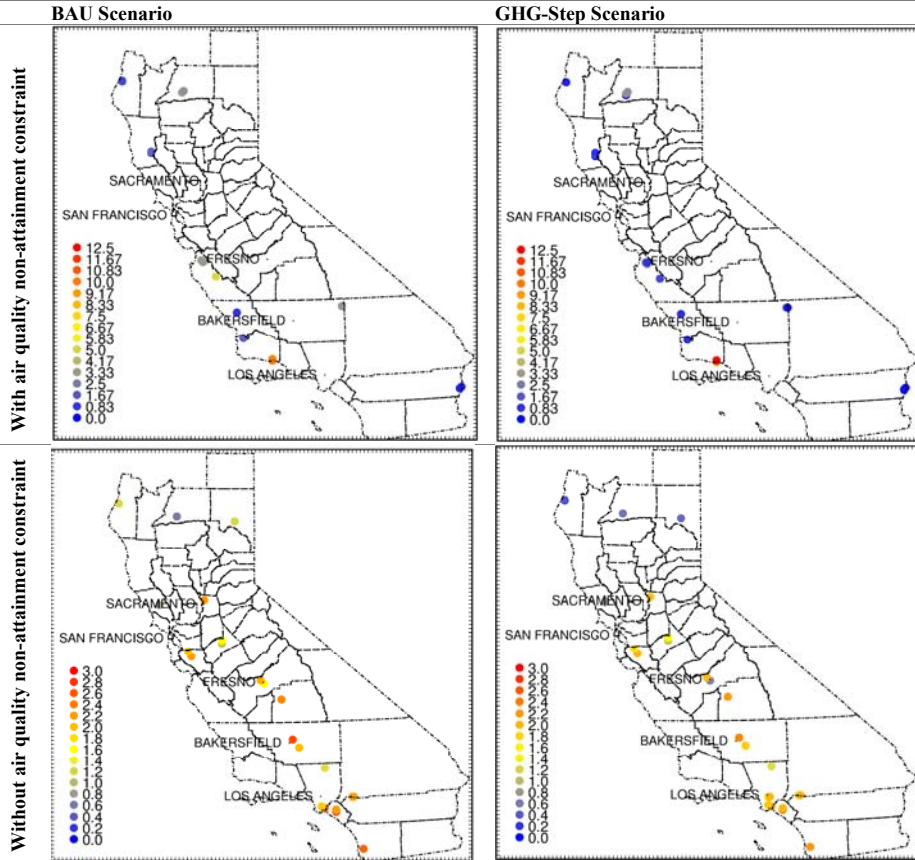 BAU Scenario
GHG-Step Scenario
With air quality non-attainment constraint
SACRAMENTO
SAN FRANCISCO
FRESNO
BAKERSFIELD
LOS ANGELES
12.5
11.67
10.83
10.0
9.17
8.33
7.5
6.67
5.83
5.0
4.17
3.33
2.5
1.67
0.83
0.0
SACRAMENTO
SAN FRANCISCO
FRESNO
BAKERSFIELD
LOS ANGELES
12.5
11.67
10.83
10.0
9.17
8.33
7.5
6.67
5.83
5.0
4.17
3.33
2.5
1.67
0.83
0.0
Without air quality non-attainment constraint
SACRAMENTO
SAN FRANCISCO
FRESNO
BAKERSFIELD
LOS ANGELES
3.0
2.8
2.6
2.4
2.2
2.0
1.8
1.6
1.4
1.2
1.0
0.8
0.6
0.4
0.2
0.0
SACRAMENTO
SAN FRANCISCO
FRESNO
BAKERSFIELD
LOS ANGELES
3.0
2.8
2.6
2.4
2.2
2.0
1.8
1.6
1.4
1.2
1.0
0.8
0.6
0.4
0.2
0.0